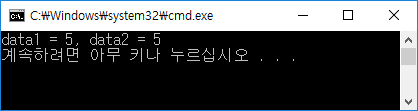 C:₩Windows₩system32₩cmd.exe
data1 = 5, data2 = 5
계속하려면 아무 키나 누르십시오 . . .